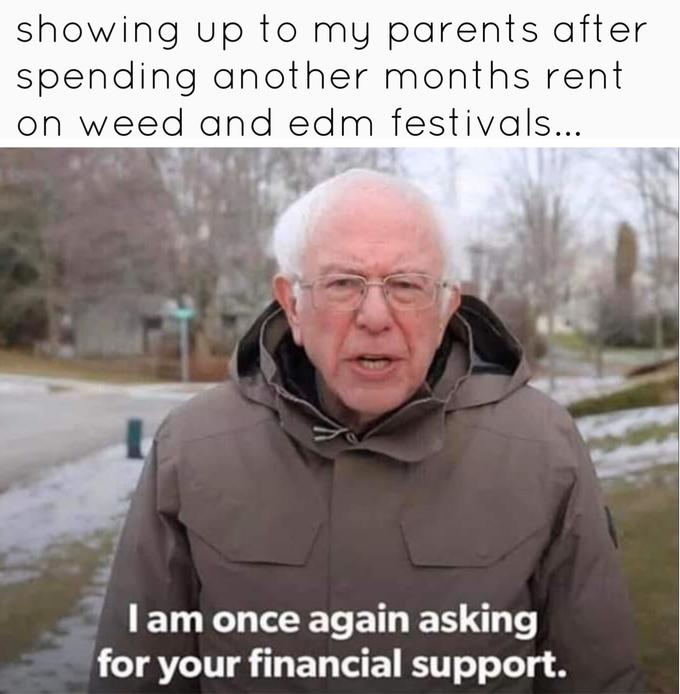 showing up to my parents after
spending another months rent
on weed and edm festivals...
I am once again asking
for your financial support.